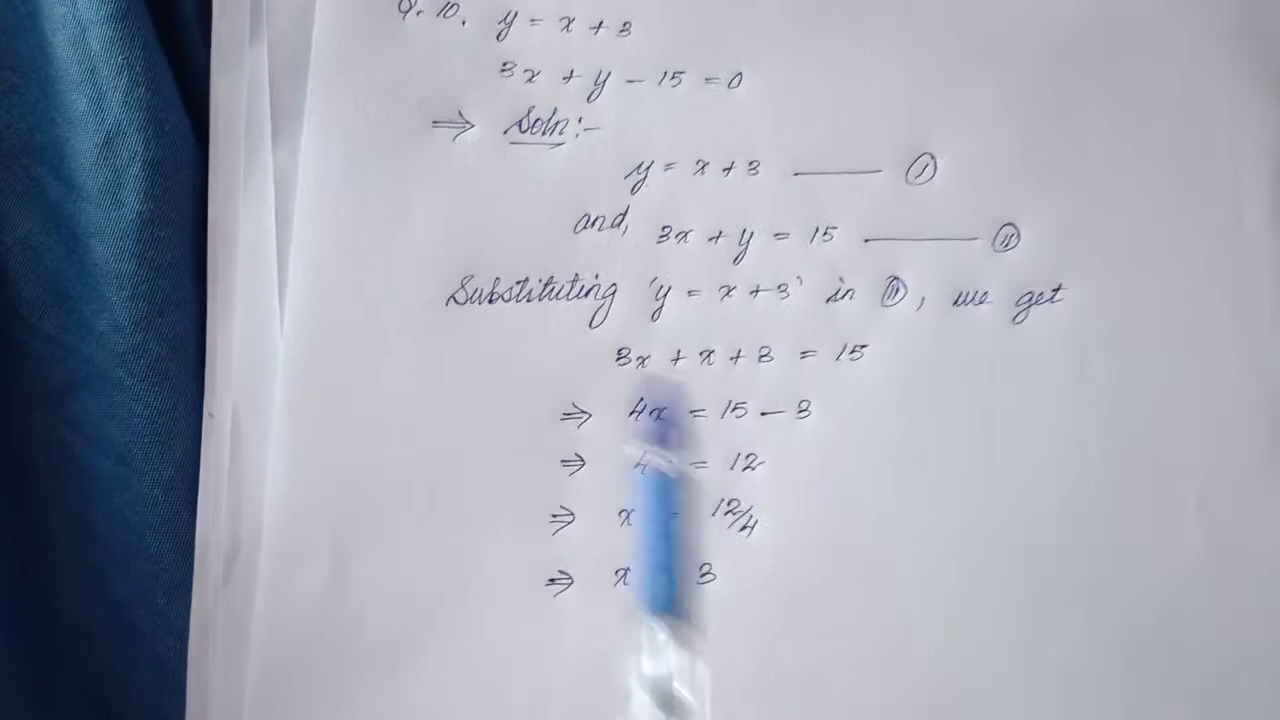 Q. 10. y = x + 3
3x + y - 15 = 0
⇒ Soln:-
y = x + 3 —— (I)
and, 3x + y = 15 —— (II)
Substituting 'y = x + 3' in (II), we get
3x + x + 3 = 15
⇒ 4x = 15 - 3
⇒ 4 = 12
⇒ x = 12/4
⇒ x 3